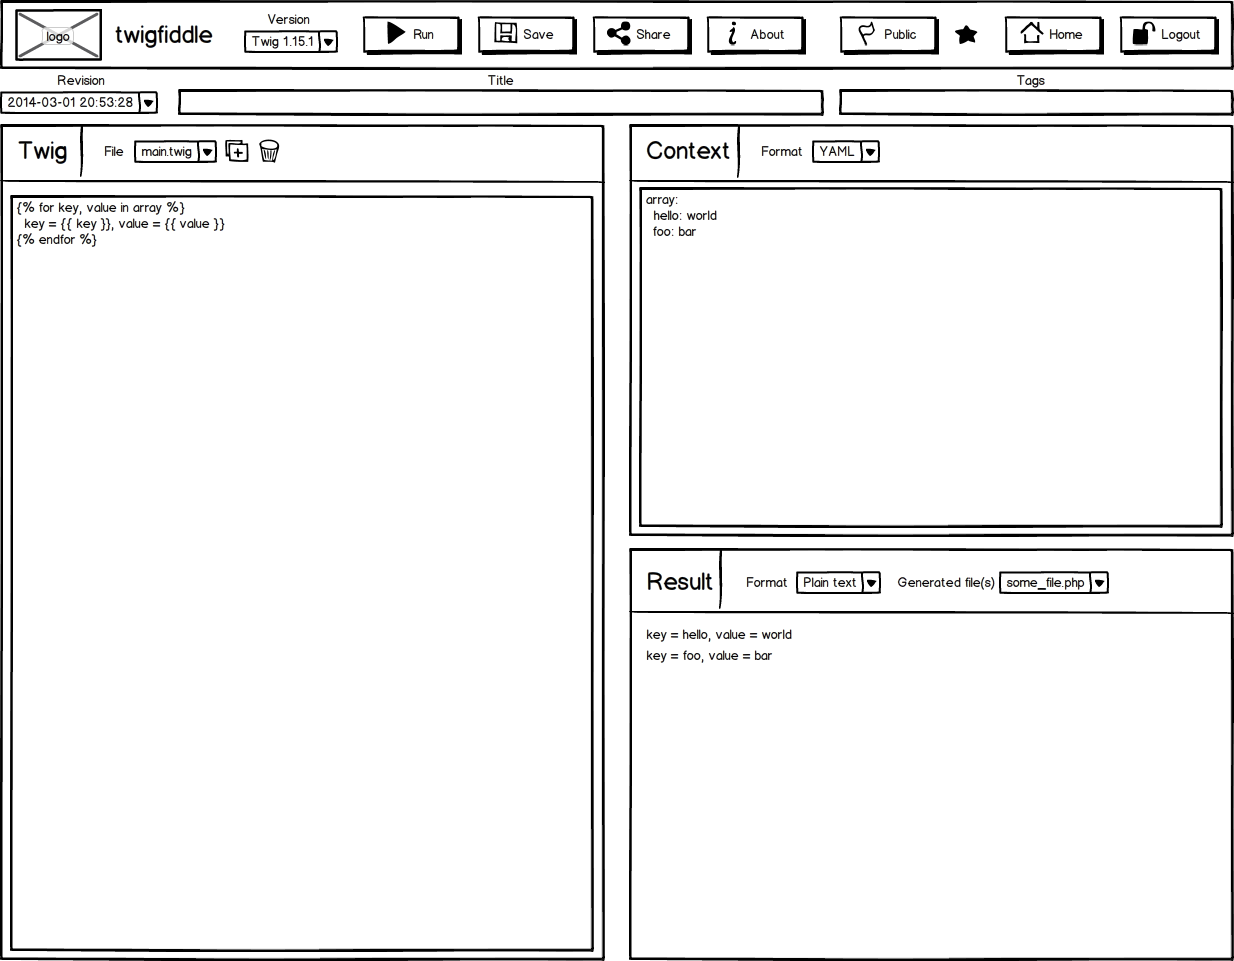 logo
twigfiddle
Version
Twig 1.15.1
Run
Save
Share
About
Public
Home
Logout
Revision
2014-03-01 20:53:28
Title
Tags
Twig
File
main.twig
{% for key, value in array %}
  key = {{ key }}, value = {{ value }}
{% endfor %}
Context
Format
YAML
array:
  hello: world
  foo: bar
Result
Format
Plain text
Generated file(s)
some_file.php
key = hello, value = world
key = foo, value = bar